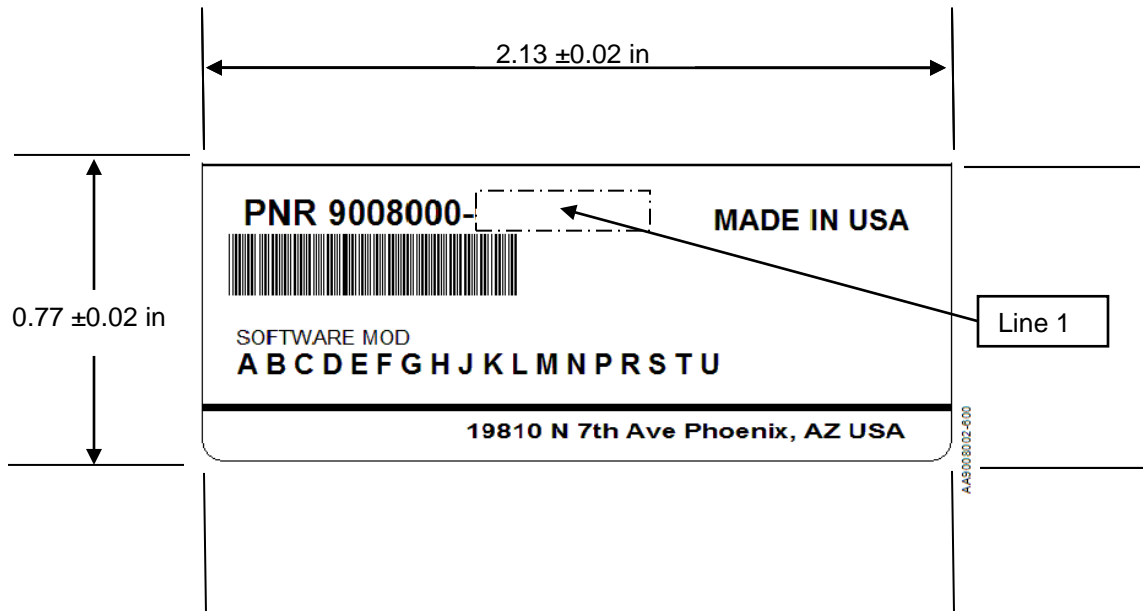 2.13 ±0.02 in
PNR 9008000-
MADE IN USA
0.77 ±0.02 in
Line 1
SOFTWARE MOD
A B C D E F G H J K L M N P R S T U
19810 N 7th Ave Phoenix, AZ USA
AA9008002-600